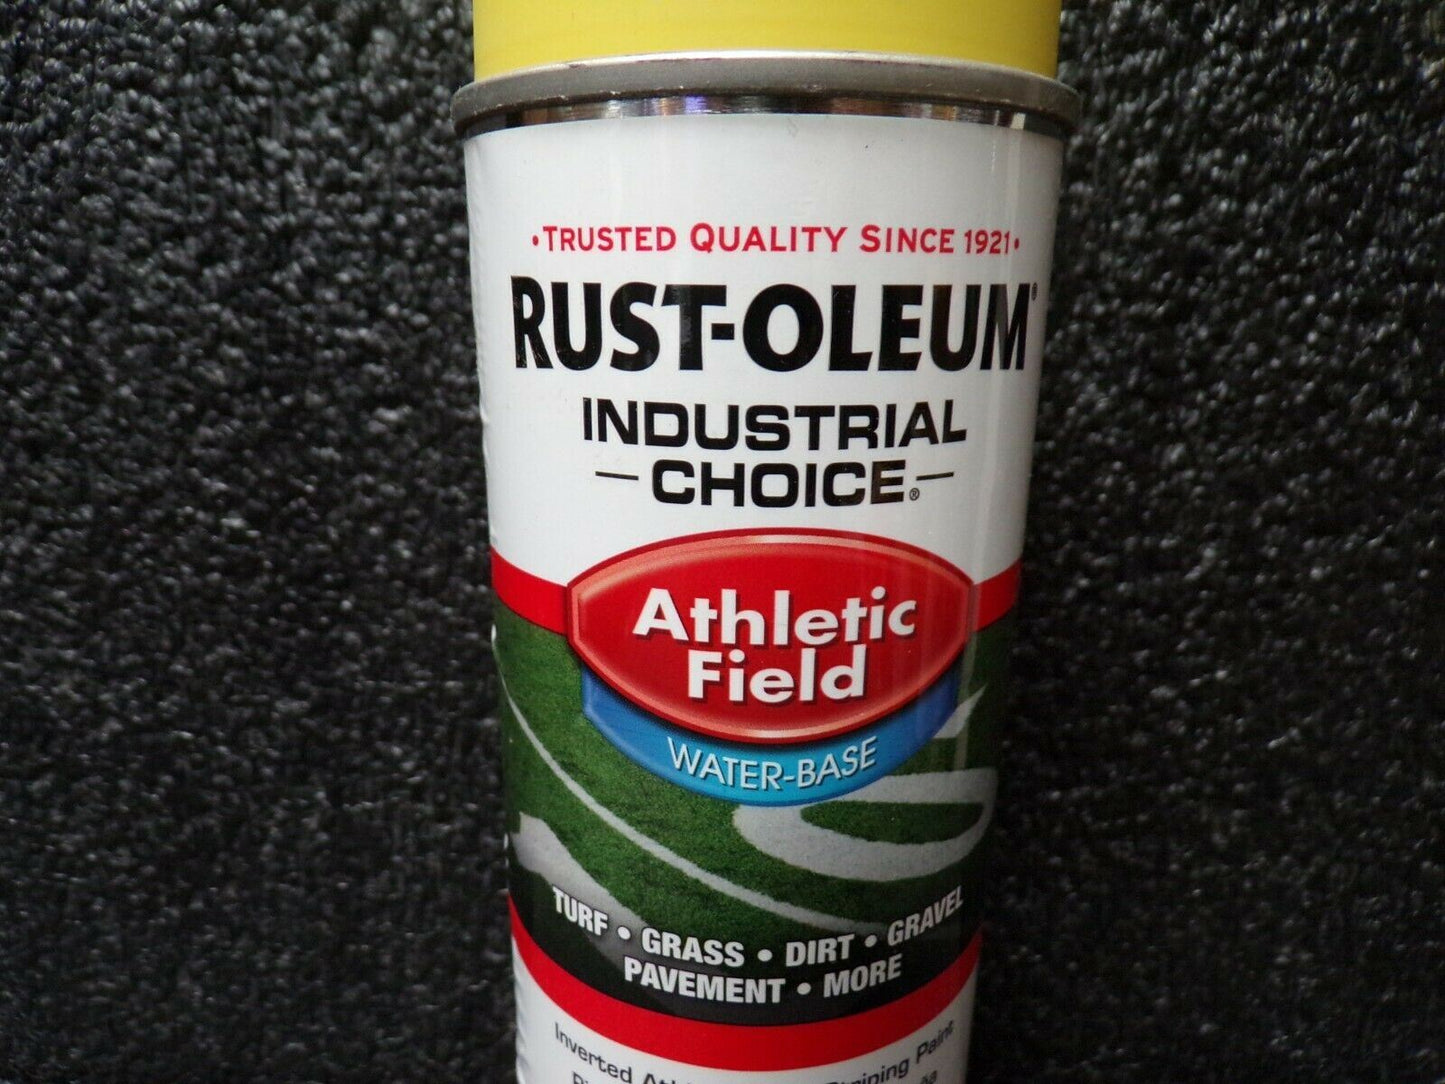 •TRUSTED QUALITY SINCE 1921•
RUST-OLEUM®
INDUSTRIAL
CHOICE®
Athletic
Field
WATER-BASE
TURF • GRASS • DIRT • GRAVEL
PAVEMENT • MORE
Inverted Paint